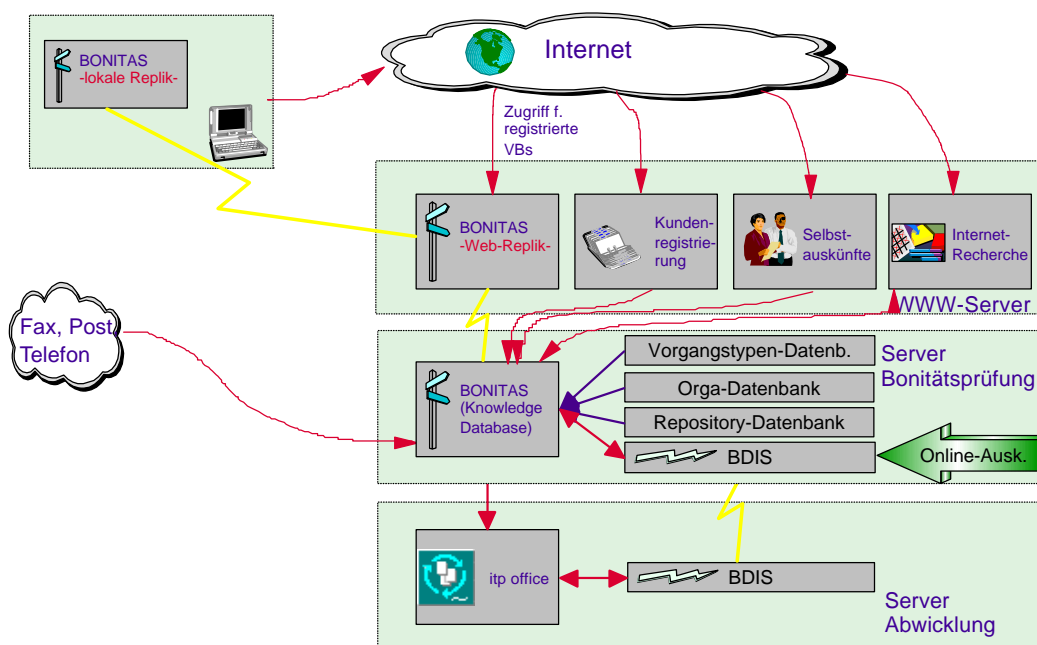 BONITAS
-lokale Replik-
Internet
Zugriff f.
registrierte
VBs
BONITAS
-Web-Replik-
Kunden-
registrie-
rung
Selbst-
auskünfte
Internet-
Recherche
WWW-Server
Fax, Post,
Telefon
BONITAS
(Knowledge
Database)
Vorgangstypen-Datenb.
Orga-Datenbank
Repository-Datenbank
BDIS
Server
Bonitätsprüfung
Online-Ausk.
itp office
BDIS
Server
Abwicklung